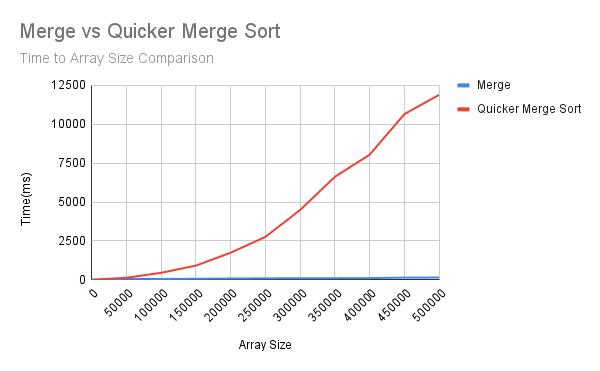 Merge vs Quicker Merge Sort
Time to Array Size Comparison
12500
10000
7500
5000
2500
0
Time(ms)
Merge
Quicker Merge Sort
0
50000
100000
150000
200000
250000
300000
350000
400000
450000
500000
Array Size